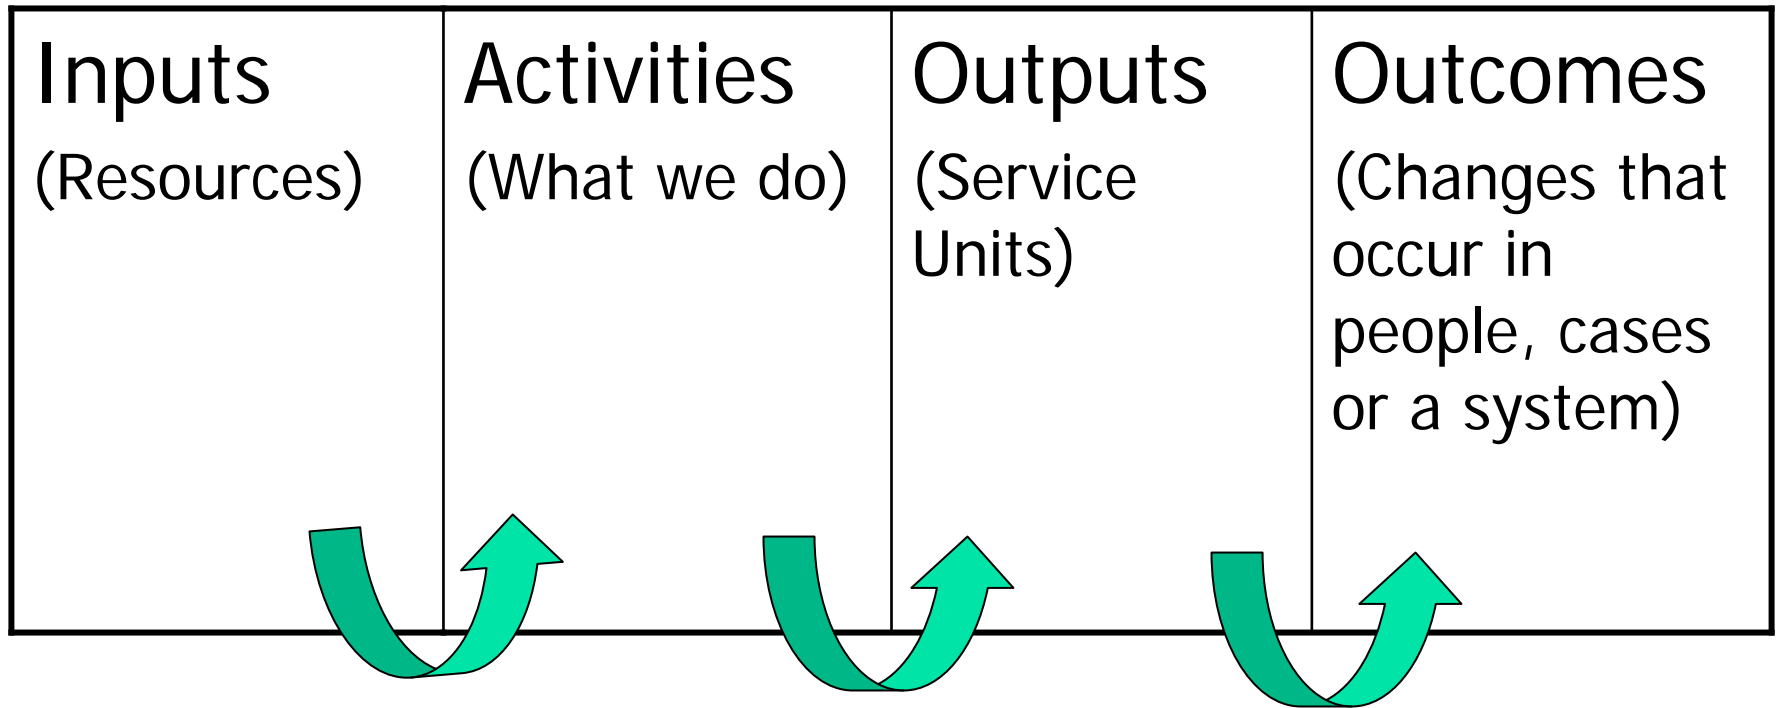 Inputs
(Resources)
Activities
(What we do)
Outputs
(Service
Units)
Outcomes
(Changes that
occur in
people, cases
or a system)